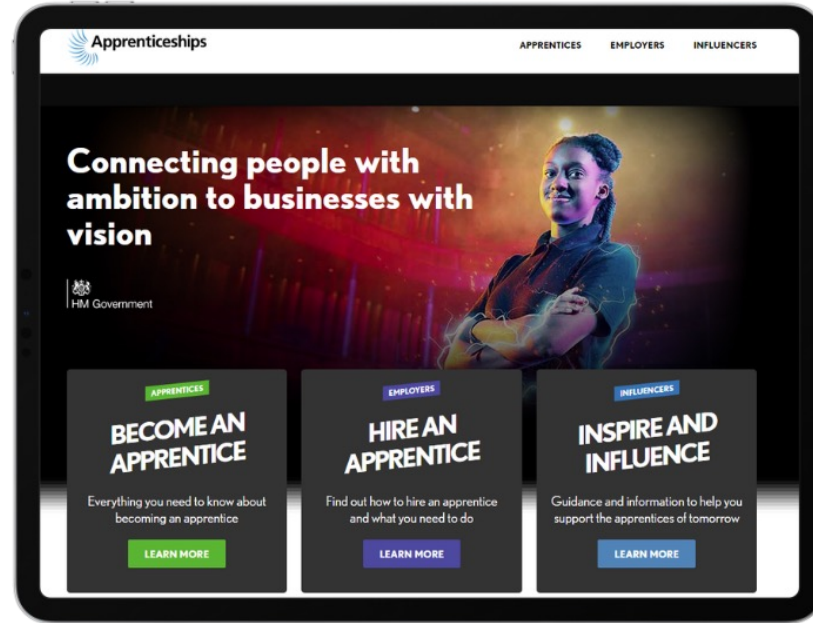 Apprenticeships
APPRENTICES EMPLOYERS INFLUENCERS
Connecting people with
ambition to businesses with
vision
HM Government
APPRENTICES
BECOME AN
APPRENTICE
Everything you need to know about
becoming an apprentice
LEARN MORE
EMPLOYERS
HIRE AN
APPRENTICE
Find out how to hire an apprentice
and what you need to do
LEARN MORE
INFLUENCERS
INSPIRE AND
INFLUENCE
Guidance and information to help you
support the apprentices of tomorrow
LEARN MORE